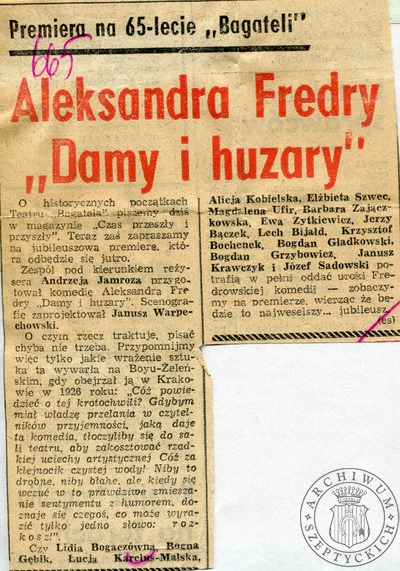 Premiera na 65-lecie „Bagateli"
665
Aleksandra Fredry
„Damy i huzary"
O historycznych początkach
Teatru „Bagatela" piszemy dziś
w magazynie „Czas przeszły i
przyszły". Teraz zaś zapraszamy
na jubileuszową premierę, któ-
ra odbędzie się jutro.
Zespół pod kierunkiem reży-
sera Andrzeja Jamroza przygo-
tował komedię Aleksandra Fre
dry „Damy i huzary". Scenogra-
fie zaprojektował Janusz Warpe-
chowski.
O czym rzecz traktuje, pisać
chyba nie trzeba. Przypomnijmy
więc tylko jakie wrażenie sztu-
ka ta wywarła na Boyu-Żeleń-
skim, gdy obejrzał ją w Krako-
wie w 1926 roku: „Cóż powie-
dzieć o tej krotochwili? Gdybym
miał władzę przelania w czytel-
ników przyjemności, jaką daje
ta komedia, tłoczyliby się do sa-
li teatru, aby zakosztować rzad-
kiej uciechy artystycznej Cóż za
klejnocik czystej wody! Niby to
drobne, niby błahe, ale kiedy się
wczuć w to prawdziwe zmiesza-
nie sentymentu z humorem, do-
znaje się czegoś, co może wyra-
zić tylko jedno słowo: roz-
kosz!".
Czy Lidia Bogaczówna, Bogna
Gębik, Łucja Karelus-Malska,
Alicja Kobielska, Elżbieta Szwec,
Magdalena Ufir, Barbara Zającz-
kowska, Ewa Żytkiewicz, Jerzy
Bączek, Lech Bijałd, Krzysztof
Bochenek, Bogdan Gładkowski,
Bogdan Grzybowicz, Janusz
Krawczyk i Józef Sadowski po-
trafią w pełni oddać uroki Fre-
drowskiej komedii — zobaczy-
my na premierze, wierząc że bę-
dzie to najweselszy... jubileusz.
(es)
ARCHIWUM
SZEPTYCKICH